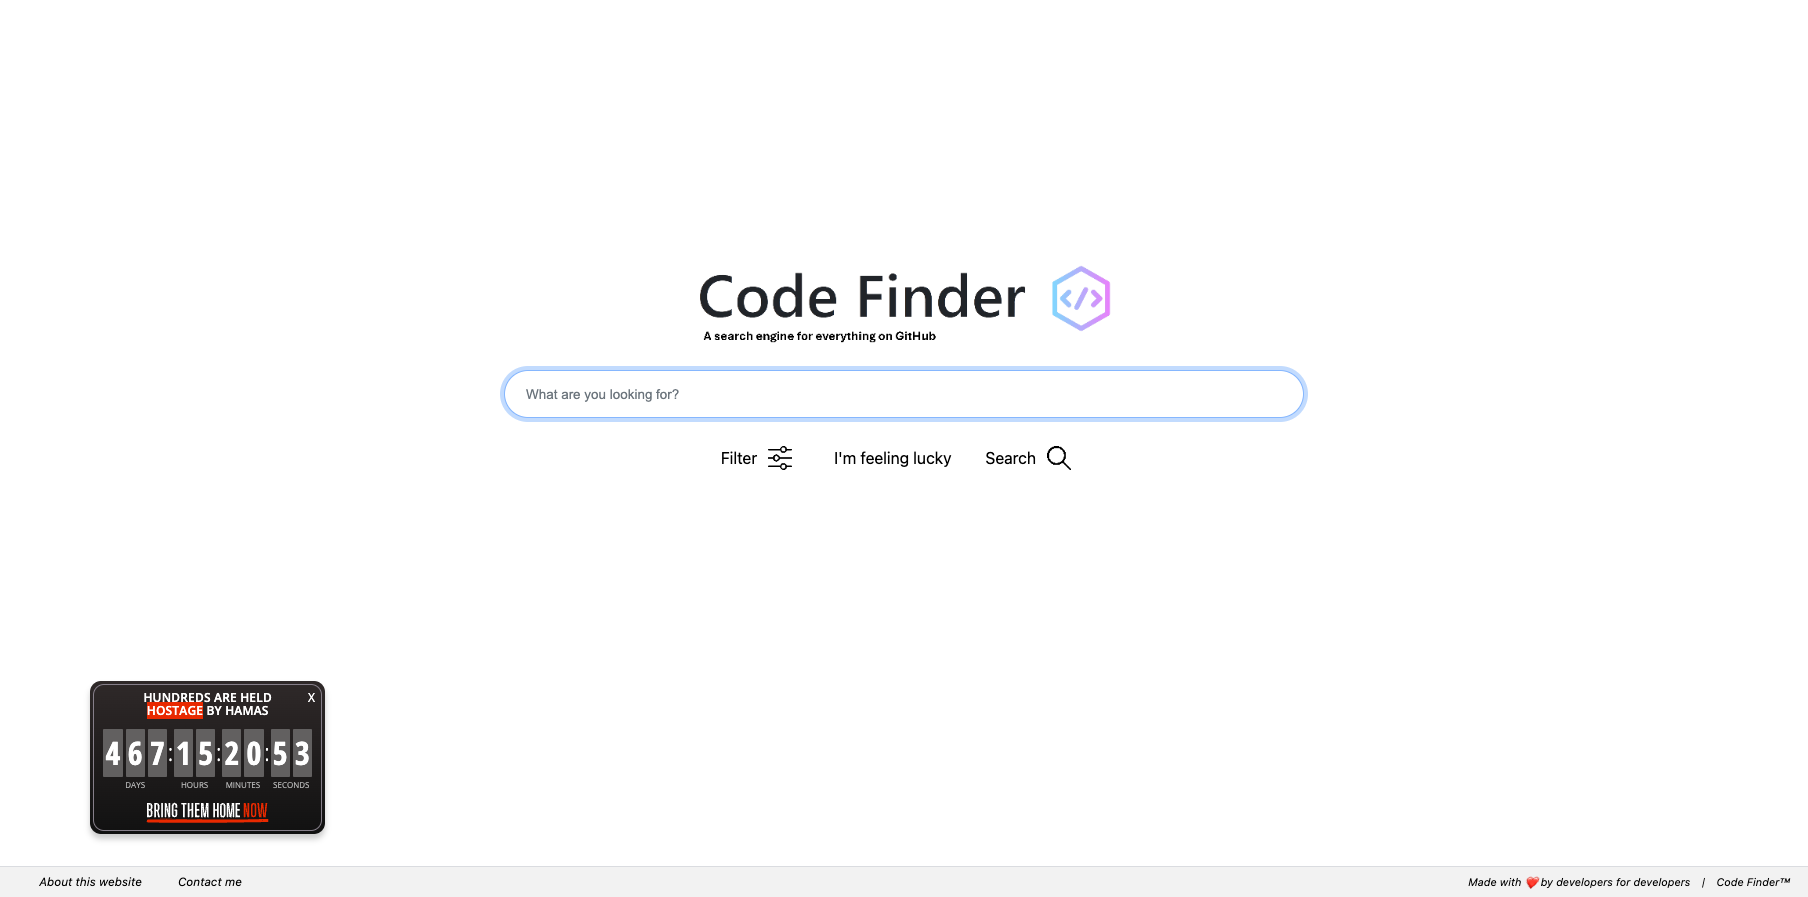 Code Finder
A search engine for everything on GitHub
What are you looking for?
Filter
I'm feeling lucky
Search
HUNDREDS ARE HELD
X
HOSTAGE BY HAMAS
467:15:20:53
DAYS HOURS MINUTES SECONDS
BRING THEM HOME NOW
About this website
Contact me
Made with ❤️ by developers for developers | Code Finder™